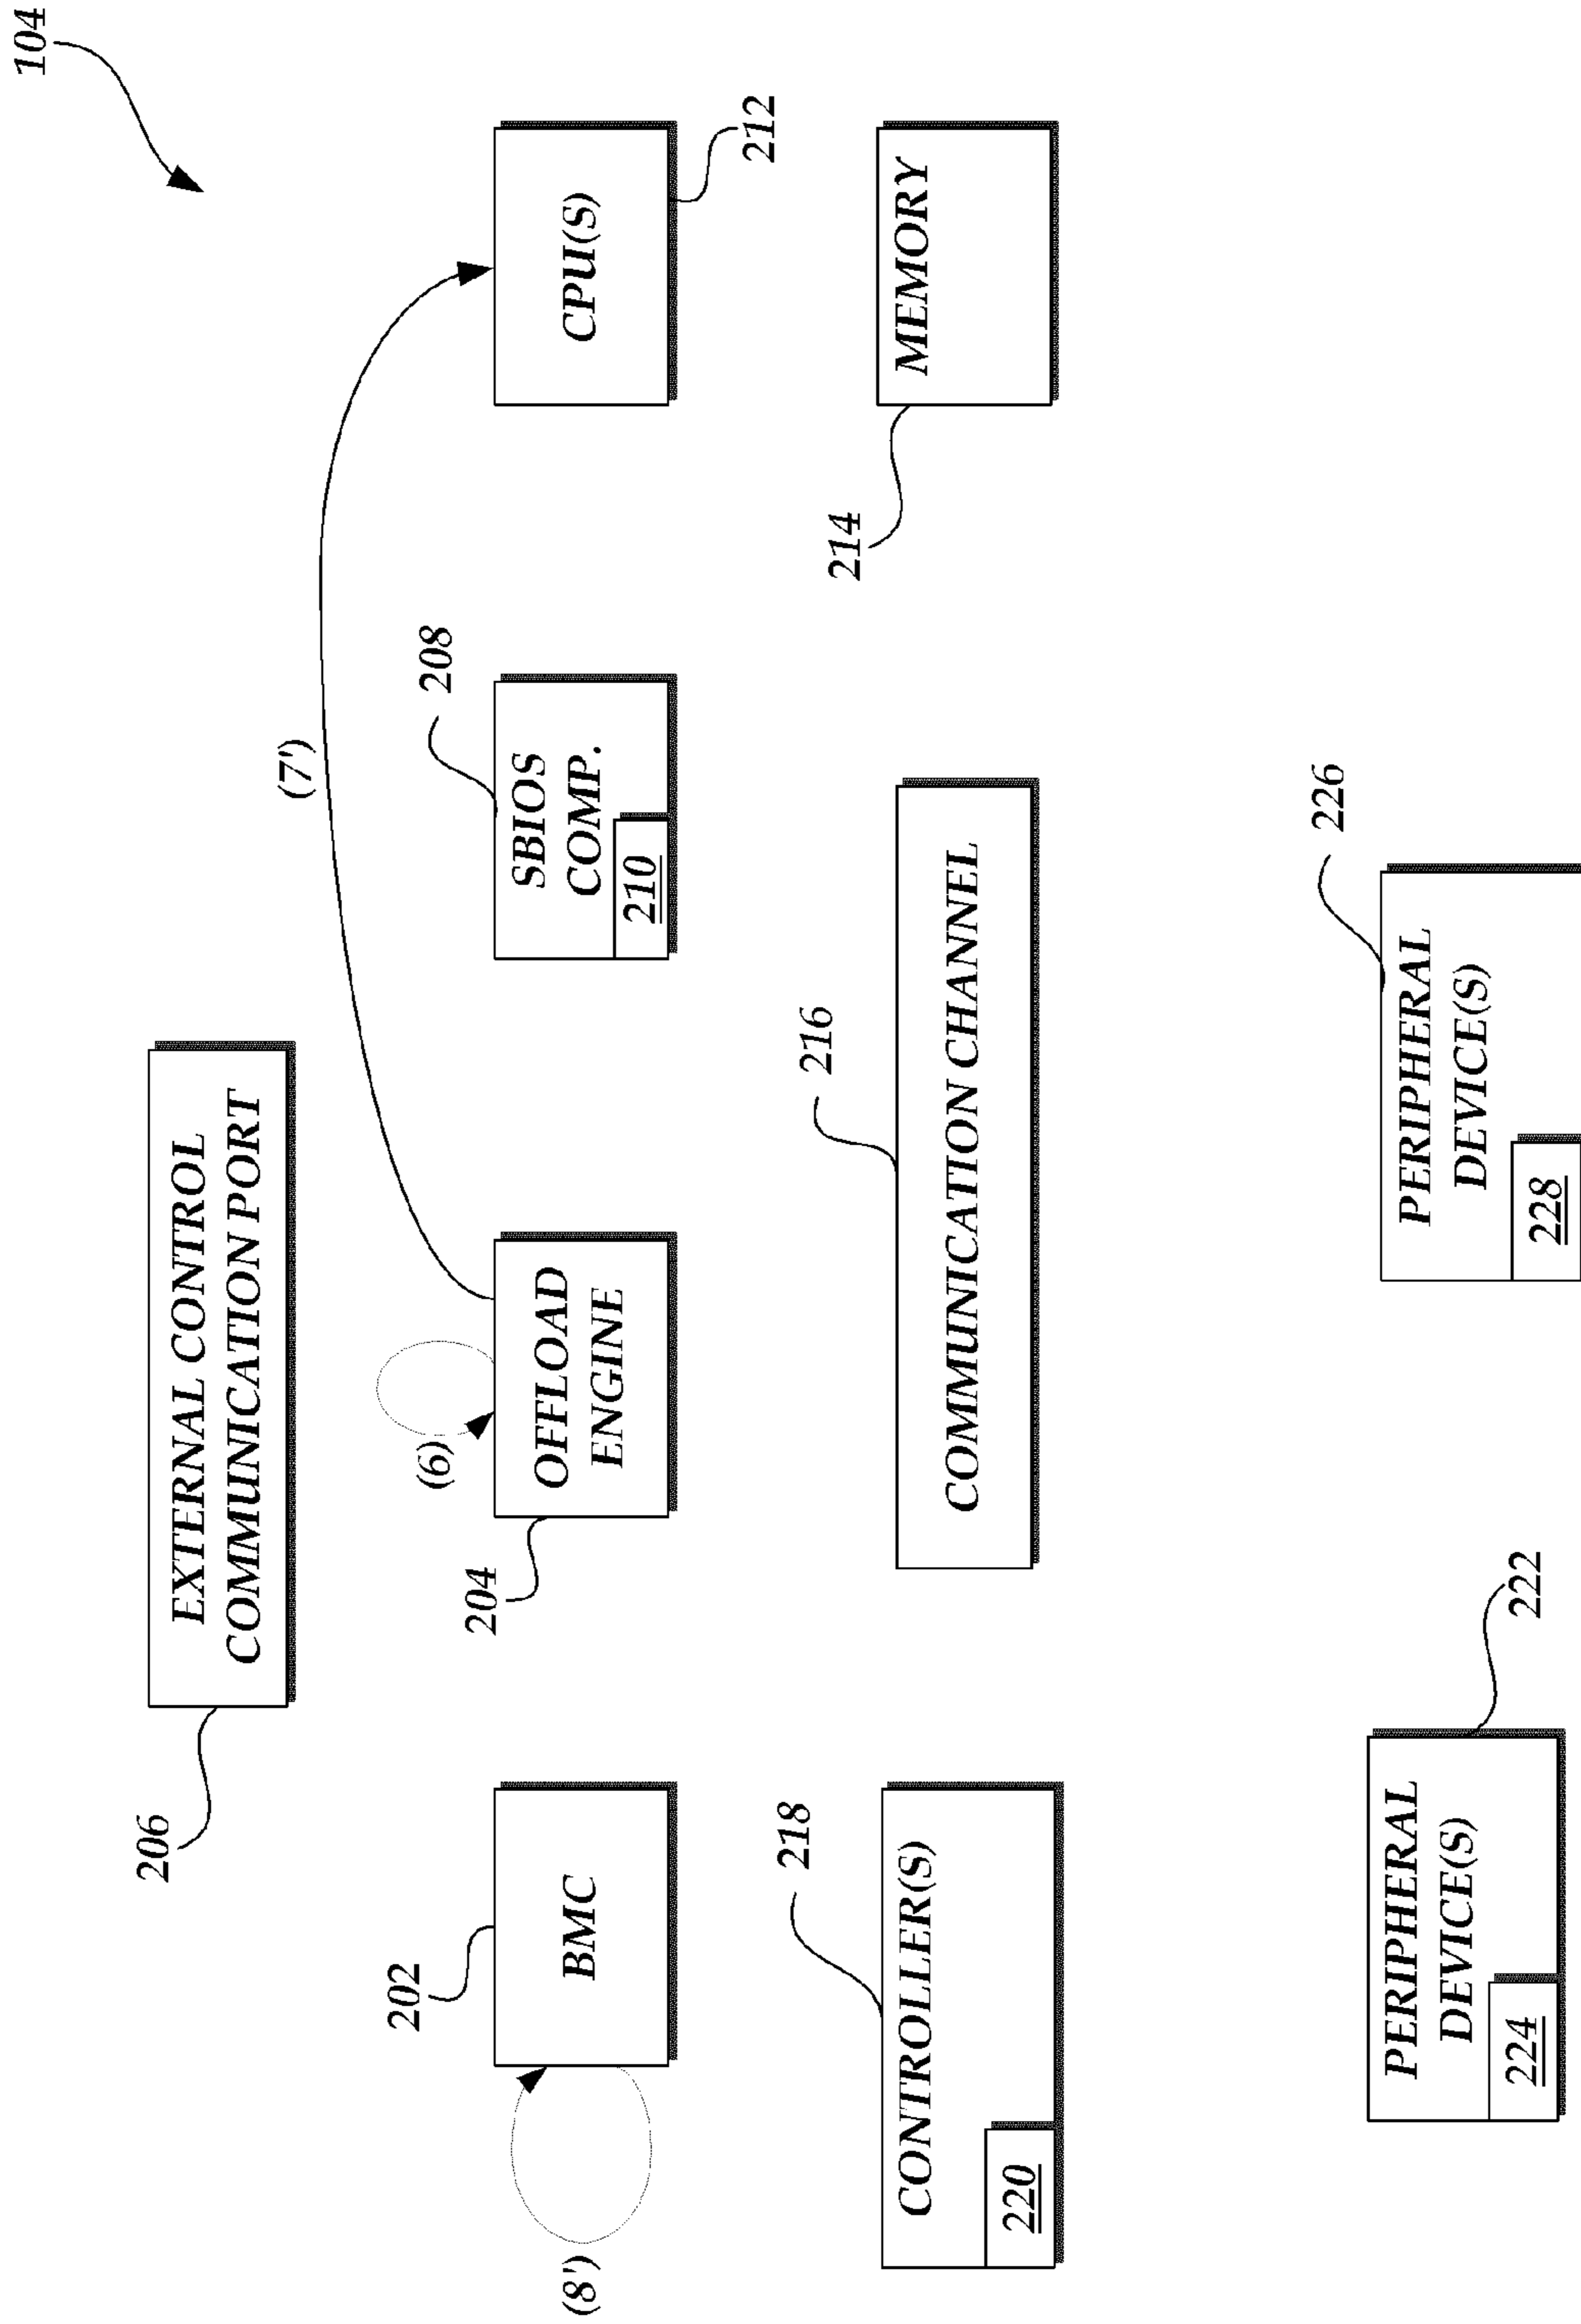 104
EXTERNAL CONTROL
COMMUNICATION PORT
206
(7')
(6)
208
202
204
(8')
BMC
OFFLOAD
ENGINE
SBIOS
COMP.
210
CPU(S)
212
218
216
214
CONTROLLER(S)
220
COMMUNICATION CHANNEL
MEMORY
226
PERIPHERAL
DEVICE(S)
224
222
PERIPHERAL
DEVICE(S)
228